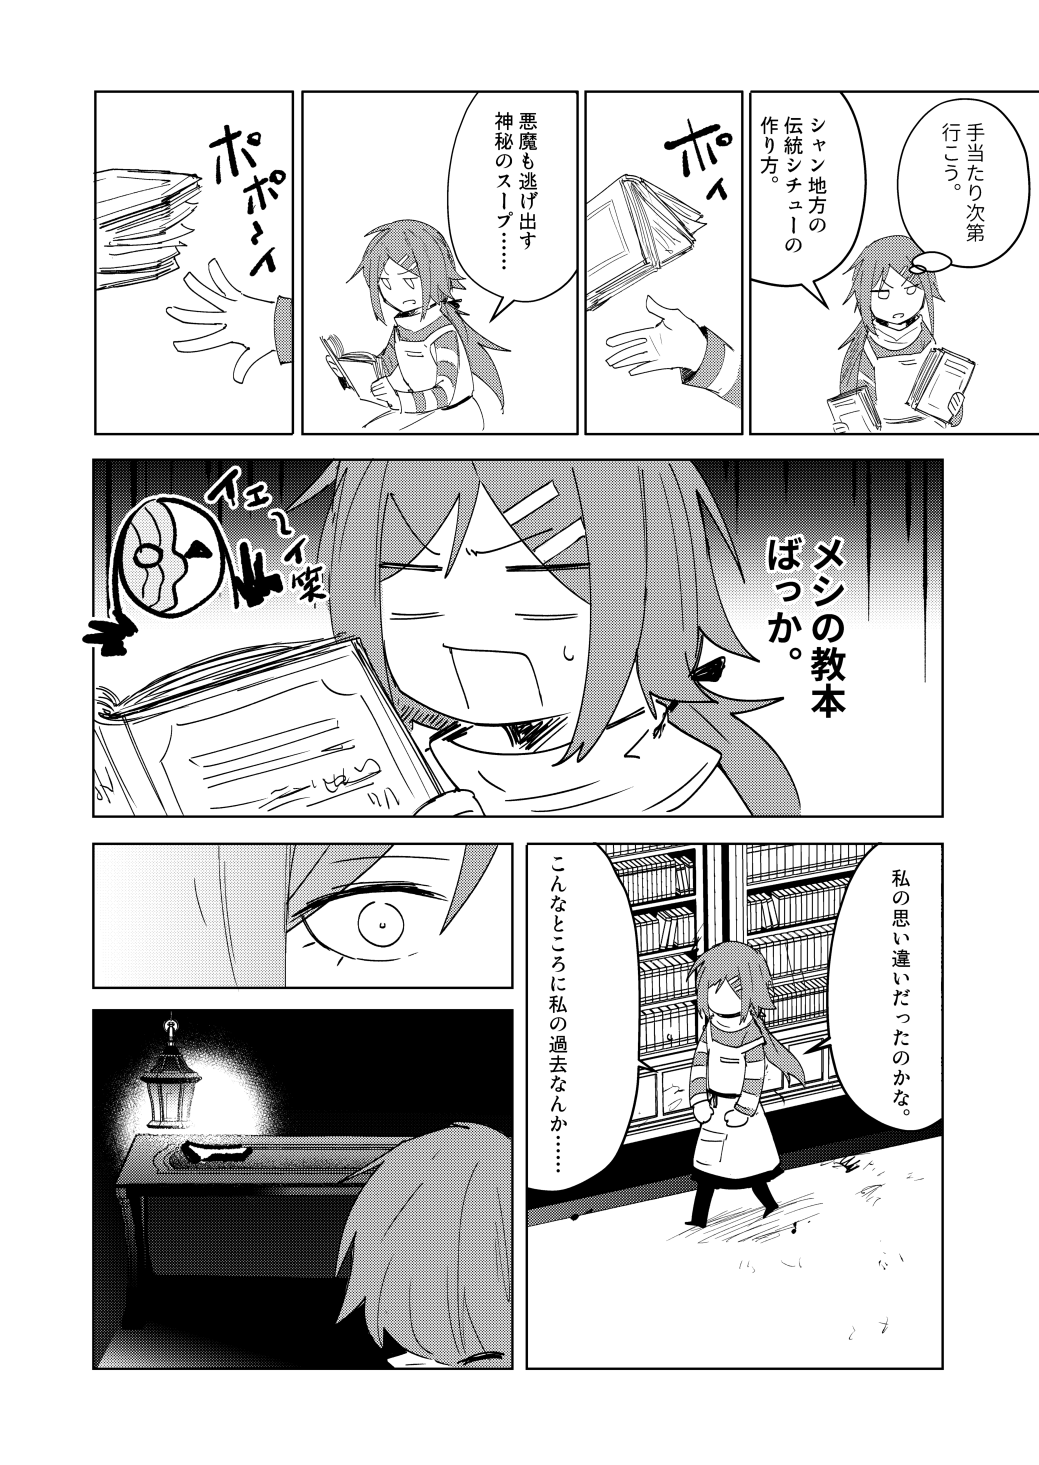 手当たり次第
行こう。
シャン地方の
伝統シチューの
作り方。
ポイ
悪魔も逃げ出す
神秘のスープ……
ポポ〜イ
メシの教本
ばっか。
イェ〜イ笑
私の思い違いだったのかな。
こんなところに私の過去なんか……